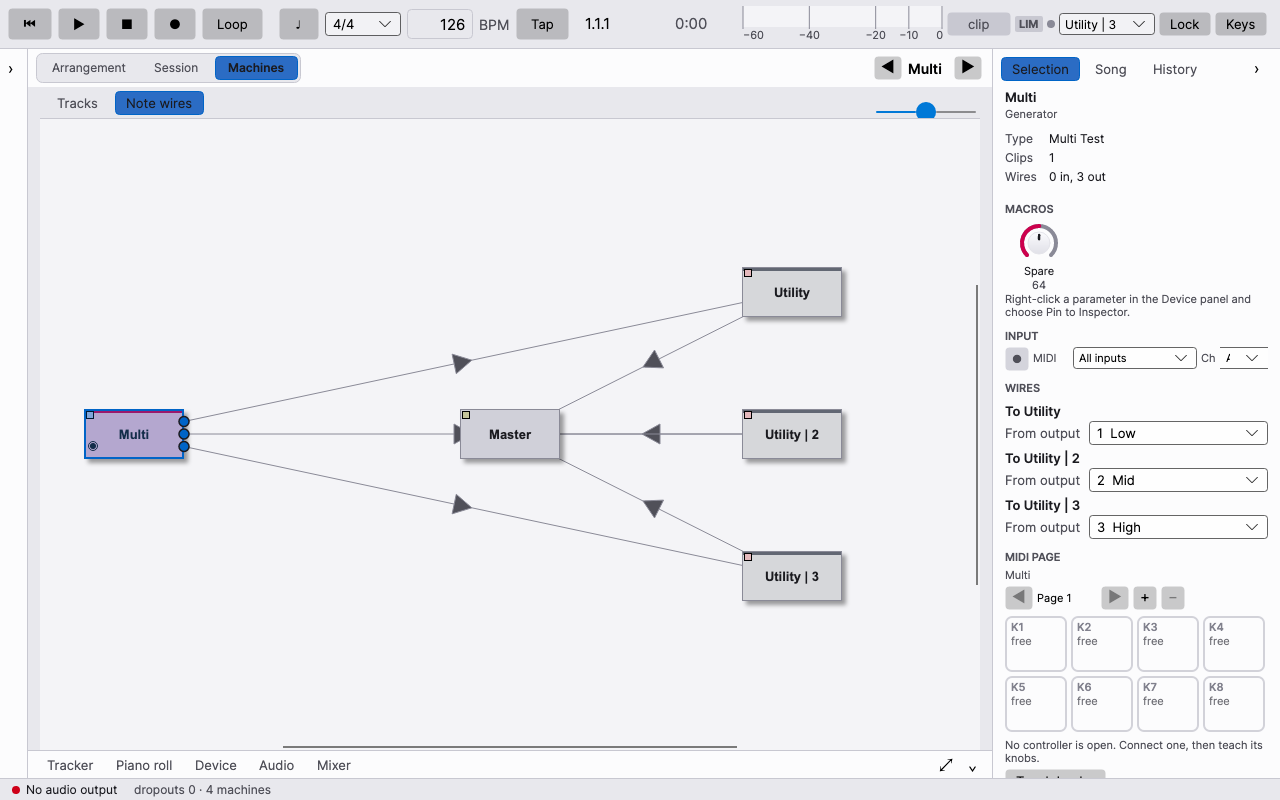 Loop
4/4
126 BPM
Tap
1.1.1
0:00
−60 −40 −20 −10 0
clip
LIM
Utility | 3
Lock
Keys
Arrangement
Session
Machines
Multi
Tracks
Note wires
Utility
Multi
Master
Utility | 2
Utility | 3
Tracker
Piano roll
Device
Audio
Mixer
No audio output
dropouts 0 · 4 machines
Selection
Song
History
Multi
Generator
Type Multi Test
Clips 1
Wires 0 in, 3 out
MACROS
Spare
64
Right-click a parameter in the Device panel and
choose Pin to Inspector.
INPUT
MIDI
All inputs
Ch
WIRES
To Utility
From output 1 Low
To Utility | 2
From output 2 Mid
To Utility | 3
From output 3 High
MIDI PAGE
Multi
Page 1
+
−
K1
free
K2
free
K3
free
K4
free
K5
free
K6
free
K7
free
K8
free
No controller is open. Connect one, then teach its
knobs.